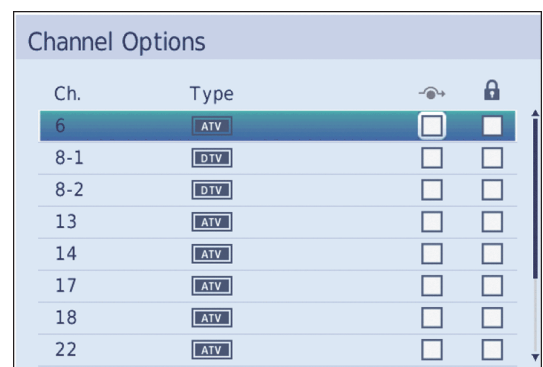 Channel Options
Ch. Type
6 ATV
8-1 DTV
8-2 DTV
13 ATV
14 ATV
17 ATV
18 ATV
22 ATV